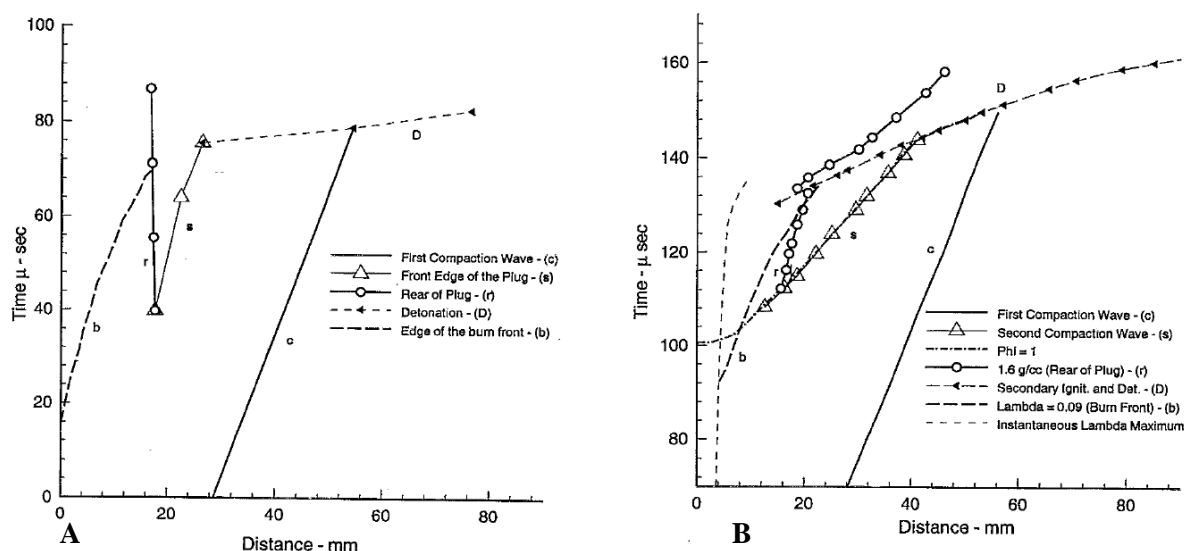 100
80
60
40
20
0
Time μ - sec
0
20
40
60
80
Distance - mm
b
r
s
c
D
First Compaction Wave - (c)
Front Edge of the Plug - (s)
Rear of Plug - (r)
Detonation - (D)
Edge of the burn front - (b)
A
160
140
120
100
80
Time - μ sec
0
20
40
60
80
Distance - mm
D
s
c
r
b
First Compaction Wave - (c)
Second Compaction Wave - (s)
Phi = 1
1.6 g/cc (Rear of Plug) - (r)
Secondary Ignit. and Det. - (D)
Lambda = 0.09 (Burn Front) - (b)
Instantaneous Lambda Maximum
B